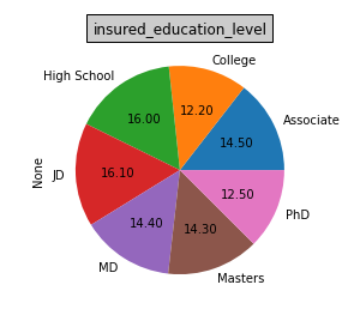 insured_education_level
College
High School
12.20
Associate
16.00
14.50
None
JD
16.10
12.50
PhD
14.40
14.30
MD
Masters